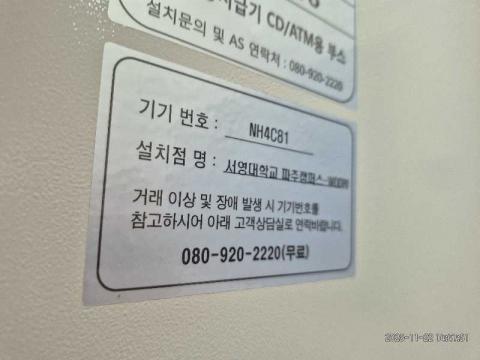 지급기 CD/ATM용 부스
설치문의 및 AS 연락처 : 080-920-2220
기기 번호 : NH4C81
설치점 명 : 서영대학교 파주캠퍼스
거래 이상 및 장애 발생 시 기기번호를
참고하시어 아래 고객상담실로 연락바랍니다.
080-920-2220(무료)